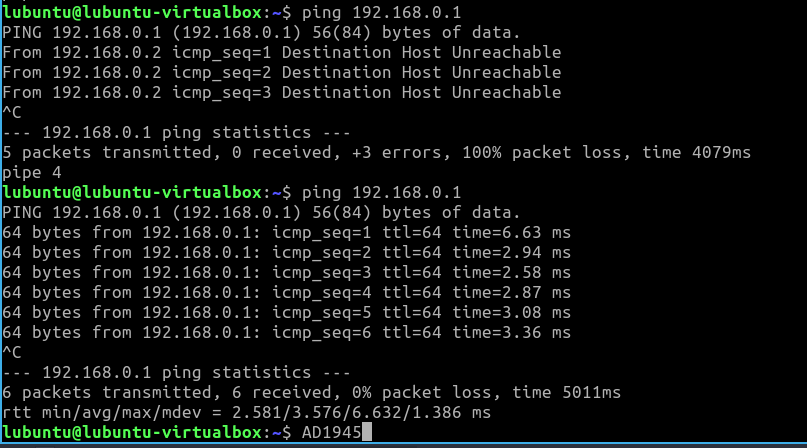 lubuntu@lubuntu-virtualbox:~$ ping 192.168.0.1
PING 192.168.0.1 (192.168.0.1) 56(84) bytes of data.
From 192.168.0.2 icmp_seq=1 Destination Host Unreachable
From 192.168.0.2 icmp_seq=2 Destination Host Unreachable
From 192.168.0.2 icmp_seq=3 Destination Host Unreachable
^C
--- 192.168.0.1 ping statistics ---
5 packets transmitted, 0 received, +3 errors, 100% packet loss, time 4079ms
pipe 4
lubuntu@lubuntu-virtualbox:~$ ping 192.168.0.1
PING 192.168.0.1 (192.168.0.1) 56(84) bytes of data.
64 bytes from 192.168.0.1: icmp_seq=1 ttl=64 time=6.63 ms
64 bytes from 192.168.0.1: icmp_seq=2 ttl=64 time=2.94 ms
64 bytes from 192.168.0.1: icmp_seq=3 ttl=64 time=2.58 ms
64 bytes from 192.168.0.1: icmp_seq=4 ttl=64 time=2.87 ms
64 bytes from 192.168.0.1: icmp_seq=5 ttl=64 time=3.08 ms
64 bytes from 192.168.0.1: icmp_seq=6 ttl=64 time=3.36 ms
^C
--- 192.168.0.1 ping statistics ---
6 packets transmitted, 6 received, 0% packet loss, time 5011ms
rtt min/avg/max/mdev = 2.581/3.576/6.632/1.386 ms
lubuntu@lubuntu-virtualbox:~$ AD1945